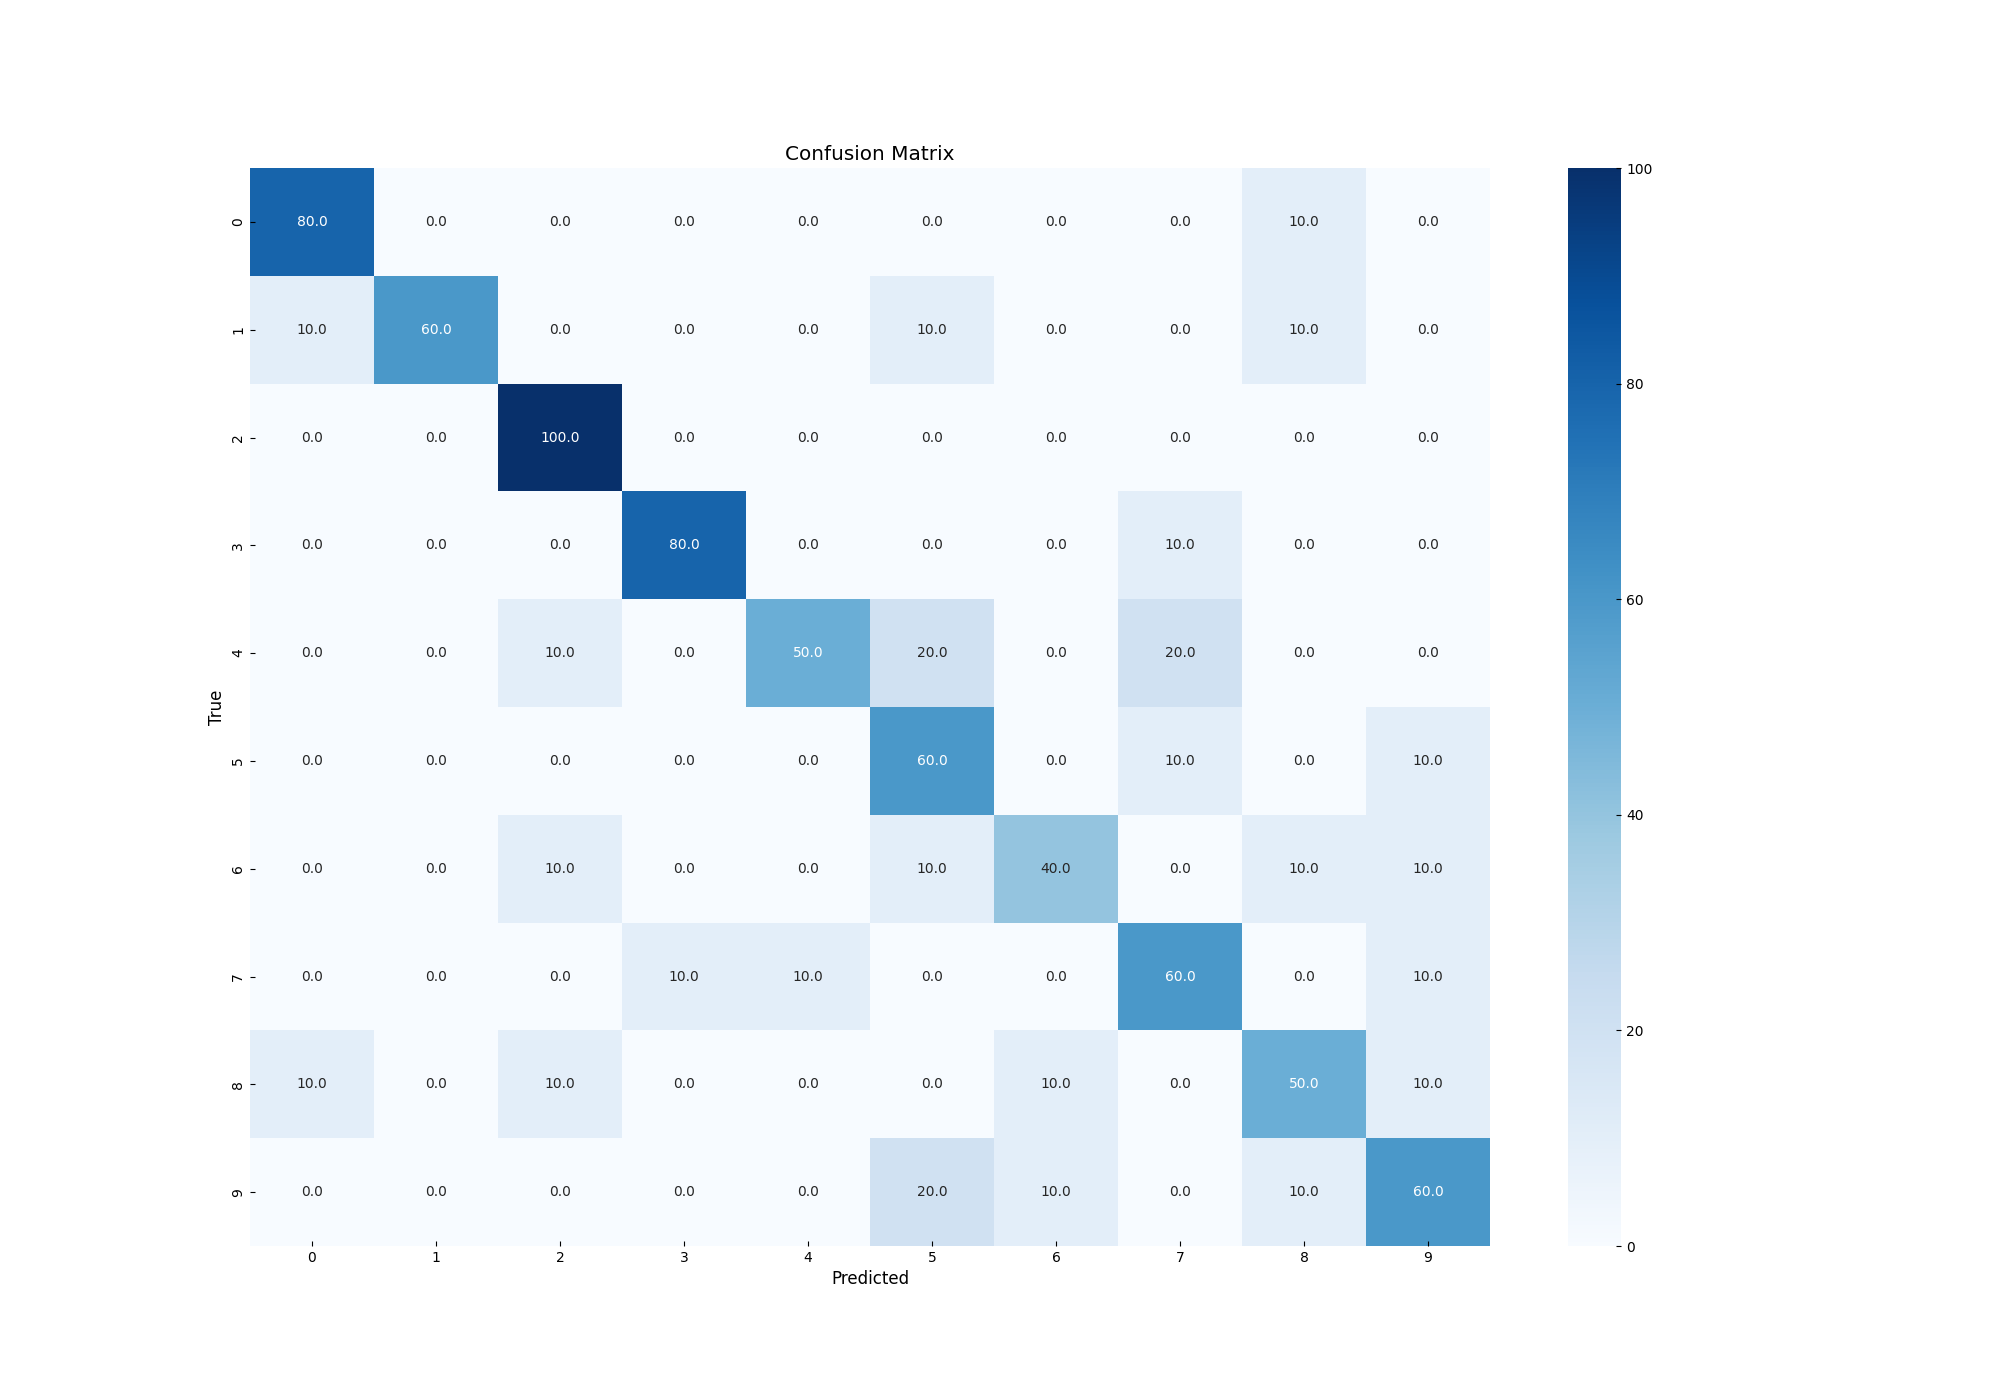 Confusion Matrix
0 80.0 0.0 0.0 0.0 0.0 0.0 0.0 0.0 10.0 0.0
1 10.0 60.0 0.0 0.0 0.0 10.0 0.0 0.0 10.0 0.0
2 0.0 0.0 100.0 0.0 0.0 0.0 0.0 0.0 0.0 0.0
3 0.0 0.0 0.0 80.0 0.0 0.0 0.0 10.0 0.0 0.0
4 0.0 0.0 10.0 0.0 50.0 20.0 0.0 20.0 0.0 0.0
5 0.0 0.0 0.0 0.0 0.0 60.0 0.0 10.0 0.0 10.0
6 0.0 0.0 10.0 0.0 0.0 10.0 40.0 0.0 10.0 10.0
7 0.0 0.0 0.0 10.0 10.0 0.0 0.0 60.0 0.0 10.0
8 10.0 0.0 10.0 0.0 0.0 0.0 10.0 0.0 50.0 10.0
9 0.0 0.0 0.0 0.0 0.0 20.0 10.0 0.0 10.0 60.0
True
0 1 2 3 4 5 6 7 8 9
Predicted
100
80
60
40
20
0